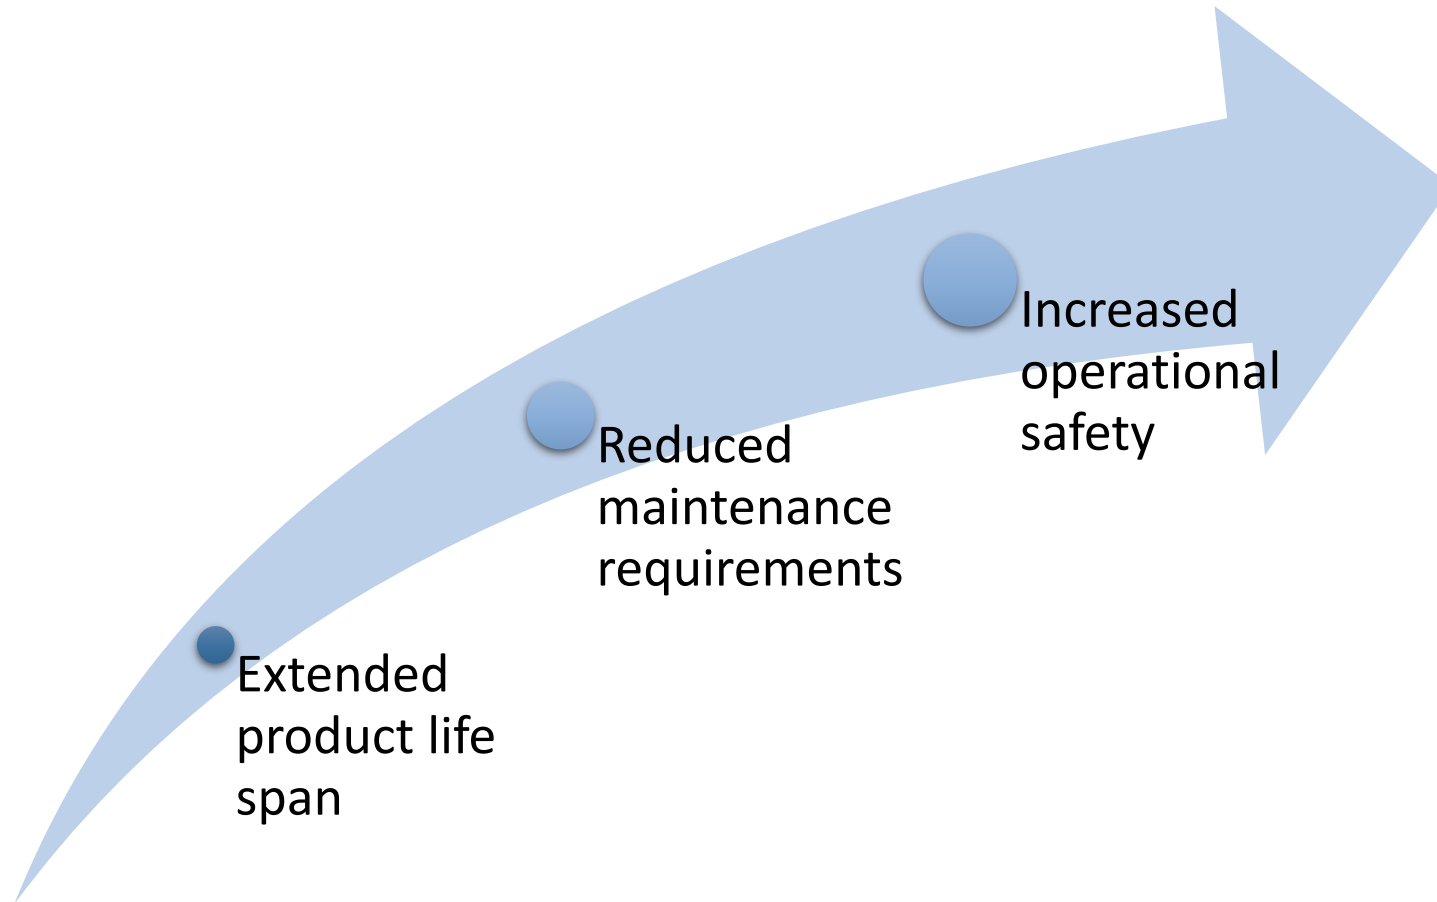 Increased
operational
safety
Reduced
maintenance
requirements
Extended
product life
span